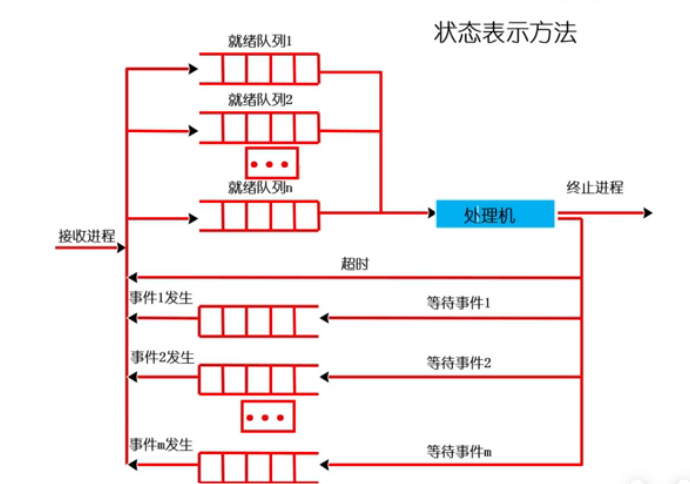 状态表示方法
就绪队列1
就绪队列2
就绪队列n
处理机
终止进程
接收进程
超时
事件1发生
等待事件1
事件2发生
等待事件2
事件m发生
等待事件m